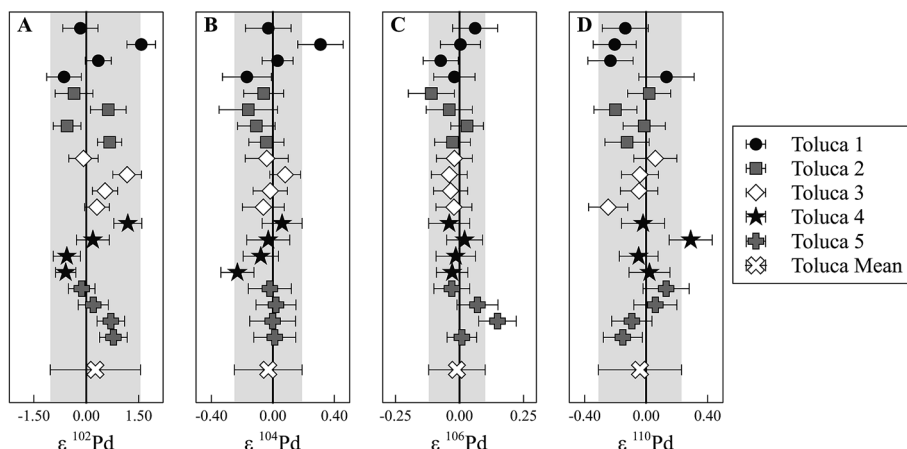 A B C D
Toluca 1
Toluca 2
Toluca 3
Toluca 4
Toluca 5
Toluca Mean
-1.50 0.00 1.50 -0.40 0.00 0.40 -0.25 0.00 0.25 -0.40 0.00 0.40
ε ¹⁰²Pd ε ¹⁰⁴Pd ε ¹⁰⁶Pd ε ¹¹⁰Pd